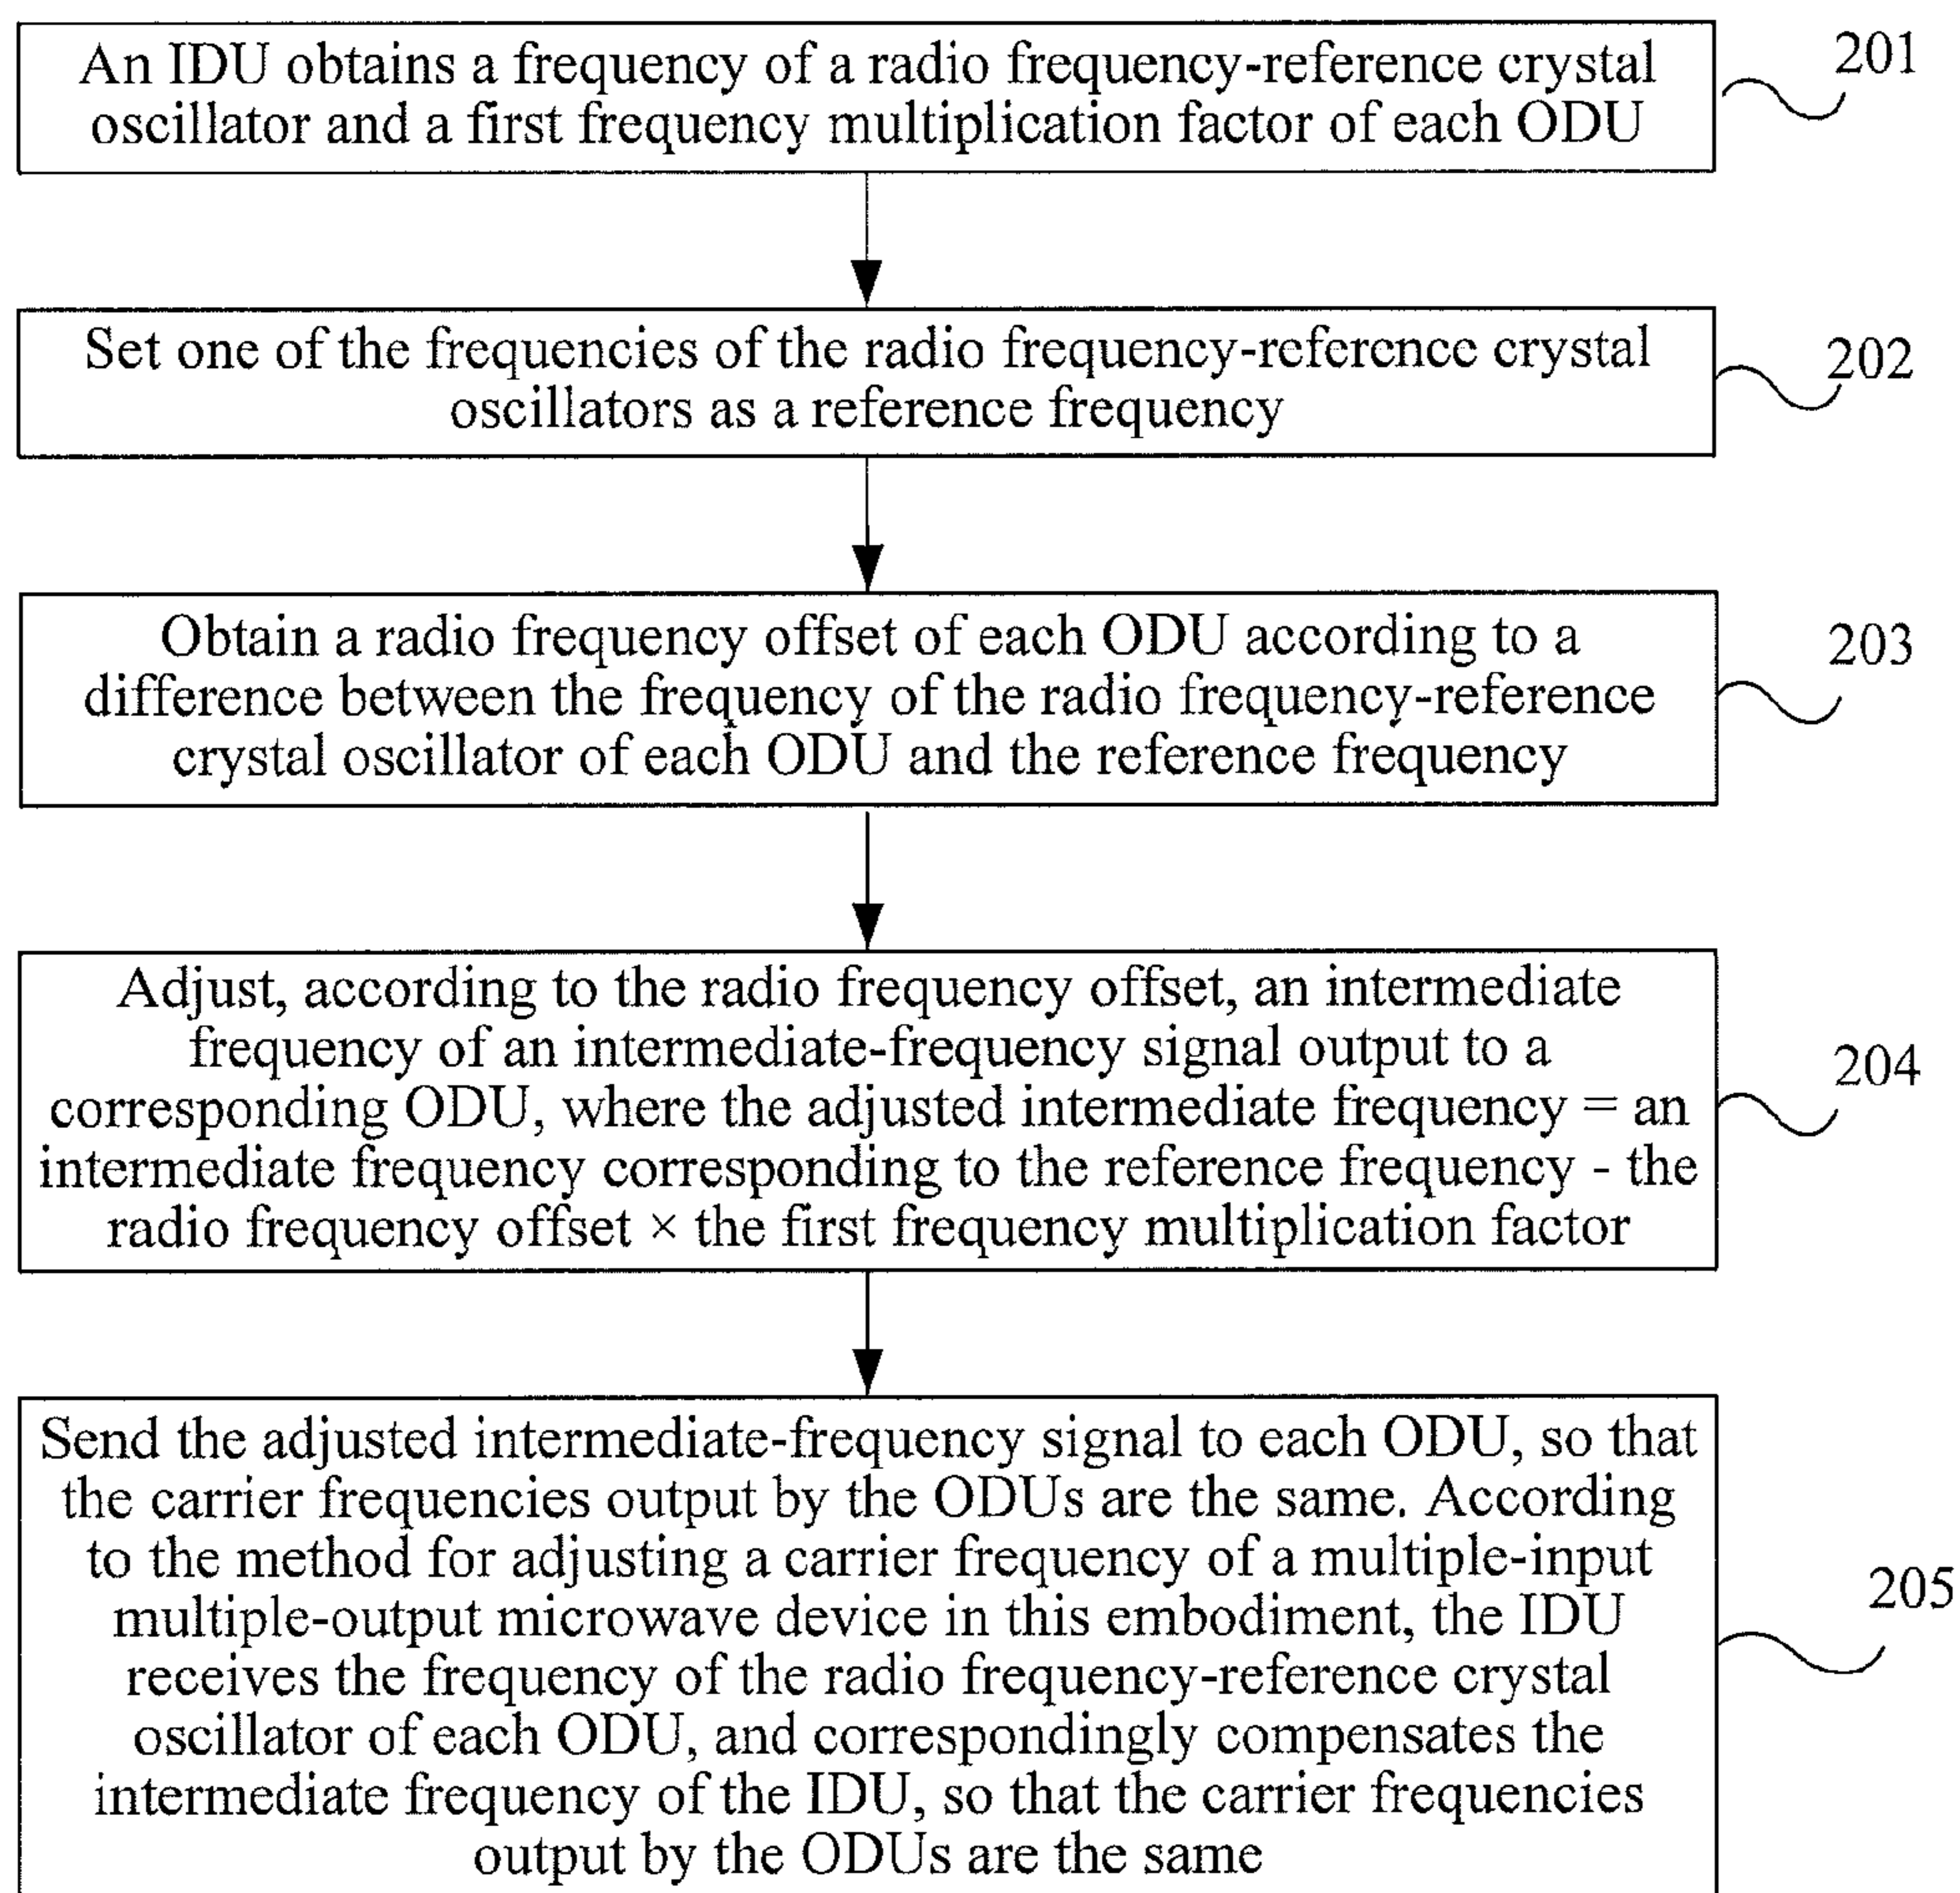 An IDU obtains a frequency of a radio frequency-reference crystal
oscillator and a first frequency multiplication factor of each ODU
201
Set one of the frequencies of the radio frequency-reference crystal
oscillators as a reference frequency
202
Obtain a radio frequency offset of each ODU according to a
difference between the frequency of the radio frequency-reference
crystal oscillator of each ODU and the reference frequency
203
Adjust, according to the radio frequency offset, an intermediate
frequency of an intermediate-frequency signal output to a
corresponding ODU, where the adjusted intermediate frequency = an
intermediate frequency corresponding to the reference frequency - the
radio frequency offset × the first frequency multiplication factor
204
Send the adjusted intermediate-frequency signal to each ODU, so that
the carrier frequencies output by the ODUs are the same. According
to the method for adjusting a carrier frequency of a multiple-input
multiple-output microwave device in this embodiment, the IDU
receives the frequency of the radio frequency-reference crystal
oscillator of each ODU, and correspondingly compensates the
intermediate frequency of the IDU, so that the carrier frequencies
output by the ODUs are the same
205